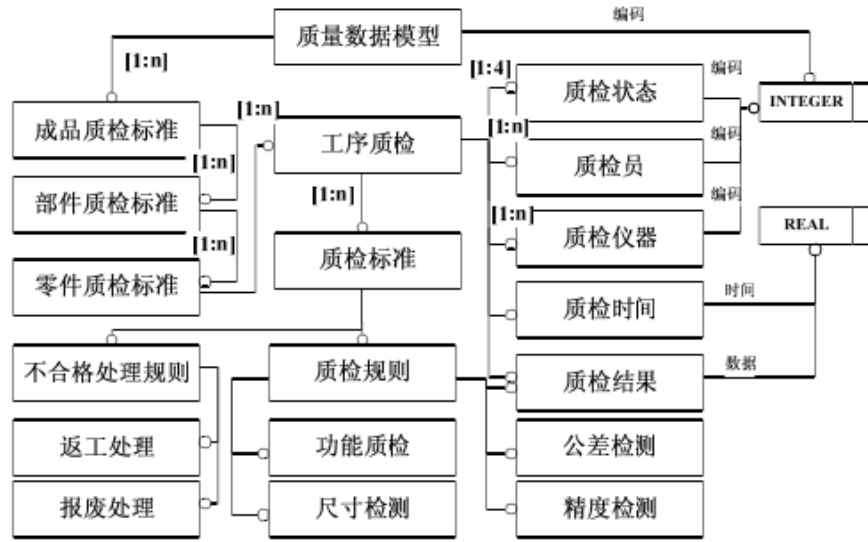 质量数据模型
编码
[1:n]
[1:4]
质检状态
编码
INTEGER
成品质检标准
[1:n]
工序质检
[1:n]
质检员
编码
[1:n]
部件质检标准
[1:n]
[1:n]
质检仪器
编码
REAL
[1:n]
质检标准
零件质检标准
质检时间
时间
不合格处理规则
质检规则
质检结果
数据
返工处理
功能质检
公差检测
报废处理
尺寸检测
精度检测